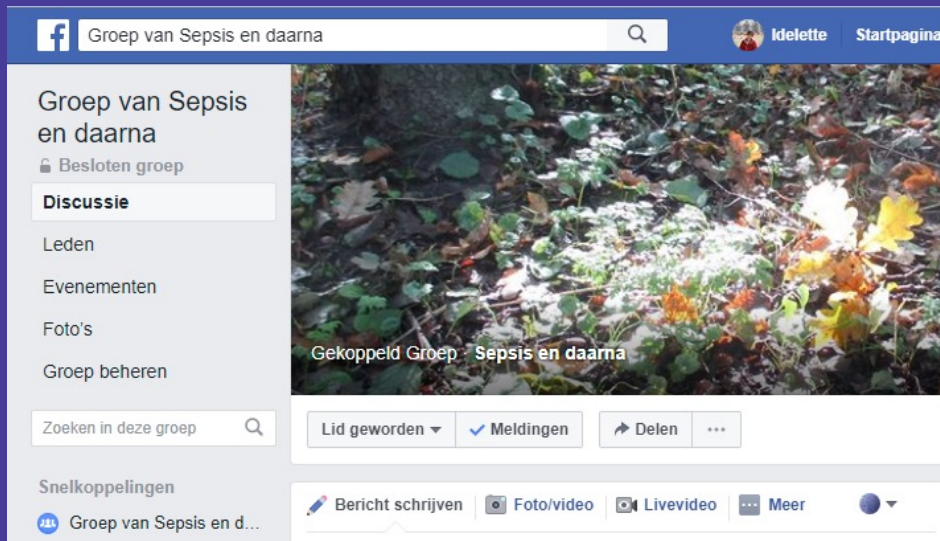 Groep van Sepsis en daarna
Idelette
Startpagina
Groep van Sepsis
en daarna
Besloten groep
Discussie
Leden
Evenementen
Foto's
Groep beheren
Zoeken in deze groep
Snelkoppelingen
Groep van Sepsis en d...
Gekoppeld Groep · Sepsis en daarna
Lid geworden
Meldingen
Delen
Bericht schrijven
Foto/video
Livevideo
Meer